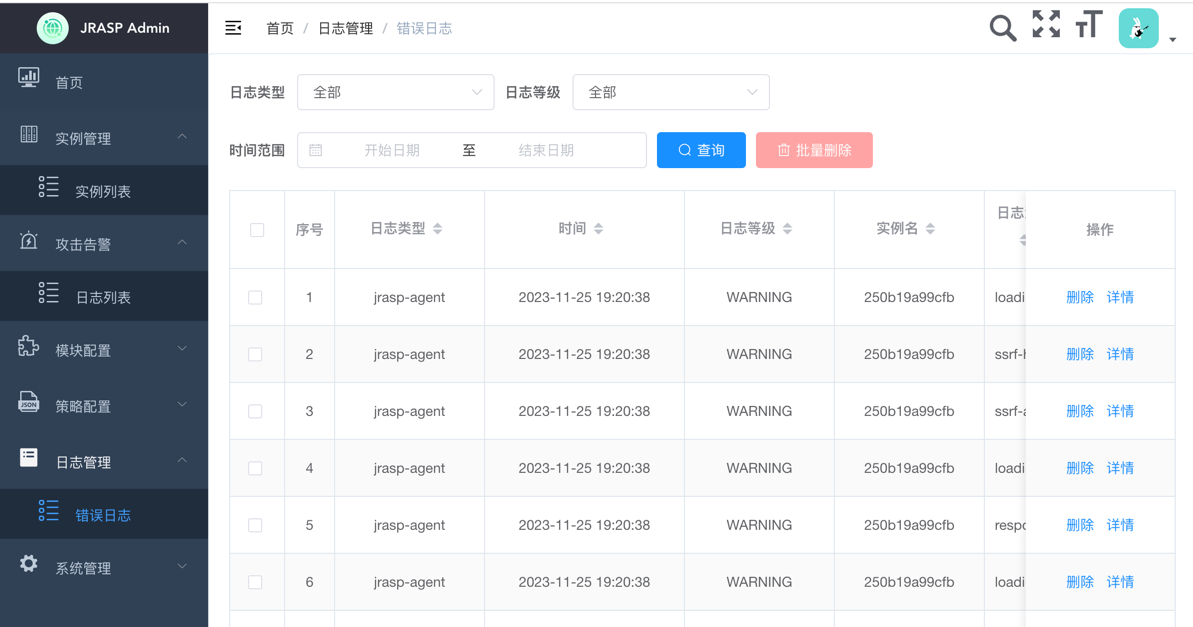 JRASP Admin
首页 / 日志管理 / 错误日志
首页
实例管理
实例列表
攻击告警
日志列表
模块配置
JSON 策略配置
日志管理
错误日志
系统管理
日志类型 全部 日志等级 全部
时间范围 开始日期 至 结束日期 查询 批量删除
序号 日志类型 时间 日志等级 实例名 日志 操作
1 jrasp-agent 2023-11-25 19:20:38 WARNING 250b19a99cfb loadi 删除 详情
2 jrasp-agent 2023-11-25 19:20:38 WARNING 250b19a99cfb ssrf-h 删除 详情
3 jrasp-agent 2023-11-25 19:20:38 WARNING 250b19a99cfb ssrf-a 删除 详情
4 jrasp-agent 2023-11-25 19:20:38 WARNING 250b19a99cfb loadi 删除 详情
5 jrasp-agent 2023-11-25 19:20:38 WARNING 250b19a99cfb respo 删除 详情
6 jrasp-agent 2023-11-25 19:20:38 WARNING 250b19a99cfb loadi 删除 详情